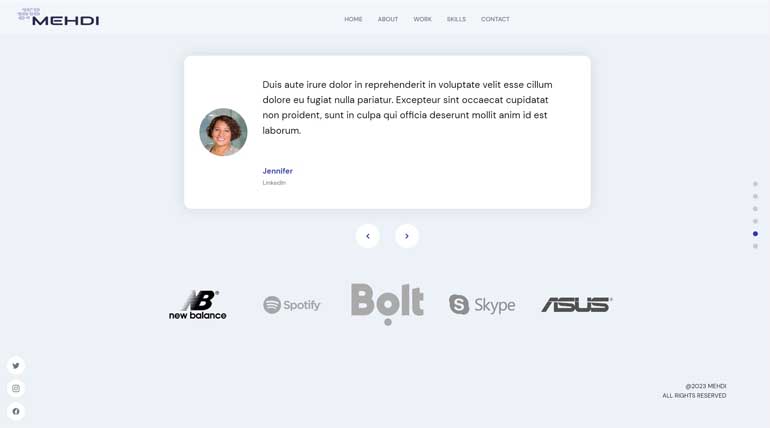 MEHDI
HOME ABOUT WORK SKILLS CONTACT
Duis aute irure dolor in reprehenderit in voluptate velit esse cillum
dolore eu fugiat nulla pariatur. Excepteur sint occaecat cupidatat
non proident, sunt in culpa qui officia deserunt mollit anim id est
laborum.
Jennifer
LinkedIn
new balance
Spotify
Bolt
Skype
ASUS
@2023 MEHDI
ALL RIGHTS RESERVED